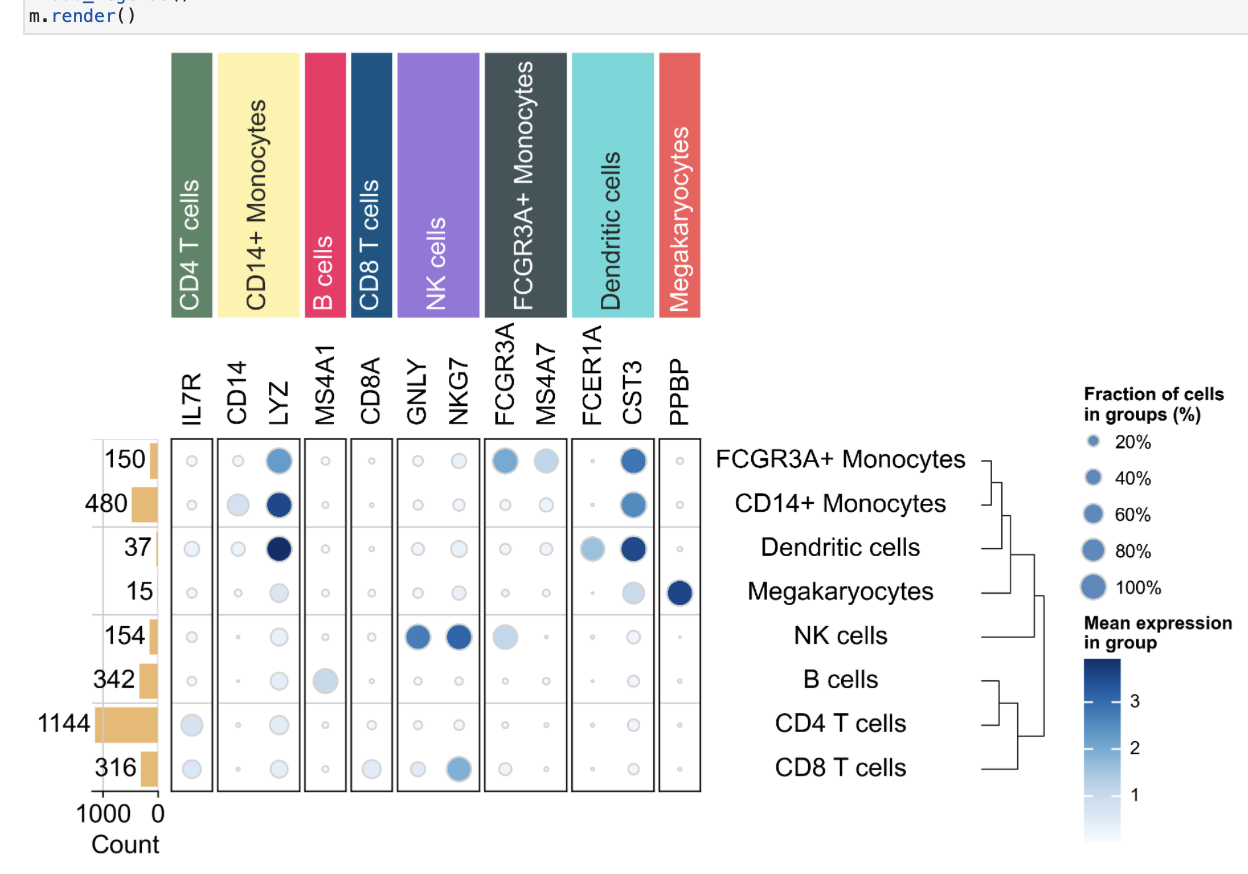 m.render()
CD4 T cells
CD14+ Monocytes
B cells
CD8 T cells
NK cells
FCGR3A+ Monocytes
Dendritic cells
Megakaryocytes
IL7R
CD14
LYZ
MS4A1
CD8A
GNLY
NKG7
FCGR3A
MS4A7
FCER1A
CST3
PPBP
150
480
37
15
154
342
1144
316
1000 0
Count
FCGR3A+ Monocytes
CD14+ Monocytes
Dendritic cells
Megakaryocytes
NK cells
B cells
CD4 T cells
CD8 T cells
Fraction of cells
in groups (%)
20%
40%
60%
80%
100%
Mean expression
in group
3
2
1